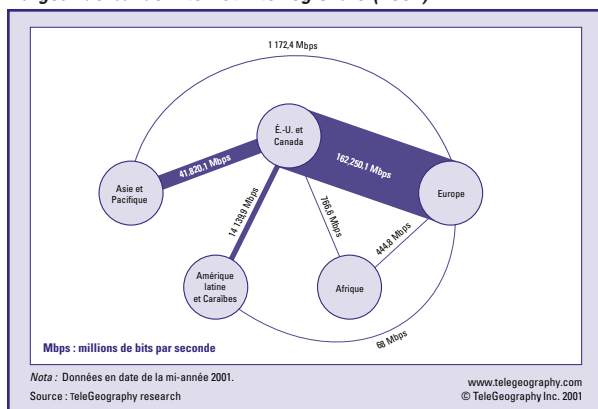 1 172,4 Mbps
É.-U. et
Canada
41.820,1 Mbps
162,250,1 Mbps
Asie et
Pacifique
Europe
14 139,9 Mbps
766,6 Mbps
444,8 Mbps
Amérique
latine
et Caraïbes
Afrique
68 Mbps
Mbps : millions de bits par seconde
Nota : Données en date de la mi-année 2001.
Source : TeleGeography research
www.telegeography.com
© TeleGeography Inc. 2001